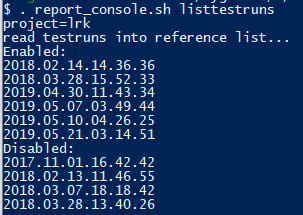 $ . report_console.sh listtestruns
project=lrk
read testruns into reference list...
Enabled:
2018.02.14.14.36.36
2018.03.28.15.52.33
2019.04.30.11.43.34
2019.05.07.03.49.44
2019.05.10.04.26.25
2019.05.21.03.14.51
Disabled:
2017.11.01.16.42.42
2018.02.13.11.46.55
2018.03.07.18.18.42
2018.03.28.13.40.26